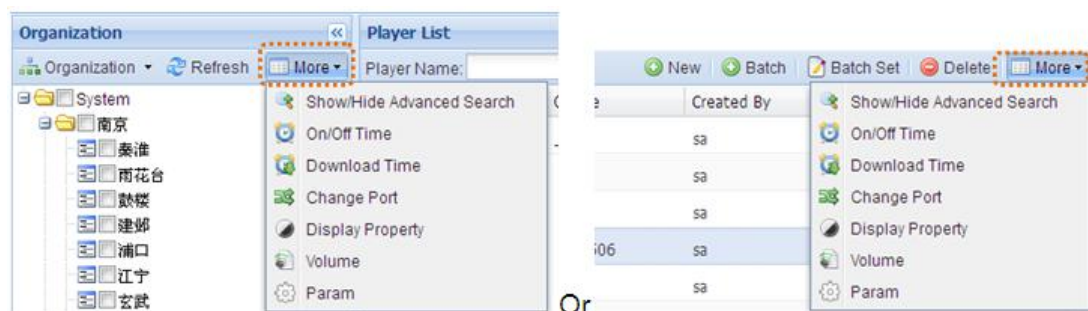 Organization
Player List
Organization Refresh More Player Name:
System
南京
秦淮
雨花台
鼓楼
建邺
浦口
江宁
玄武
Show/Hide Advanced Search
On/Off Time
Download Time
Change Port
Display Property
Volume
Param
Or
New Batch Batch Set Delete More
Created By
sa
sa
sa
506 sa
sa
Show/Hide Advanced Search
On/Off Time
Download Time
Change Port
Display Property
Volume
Param